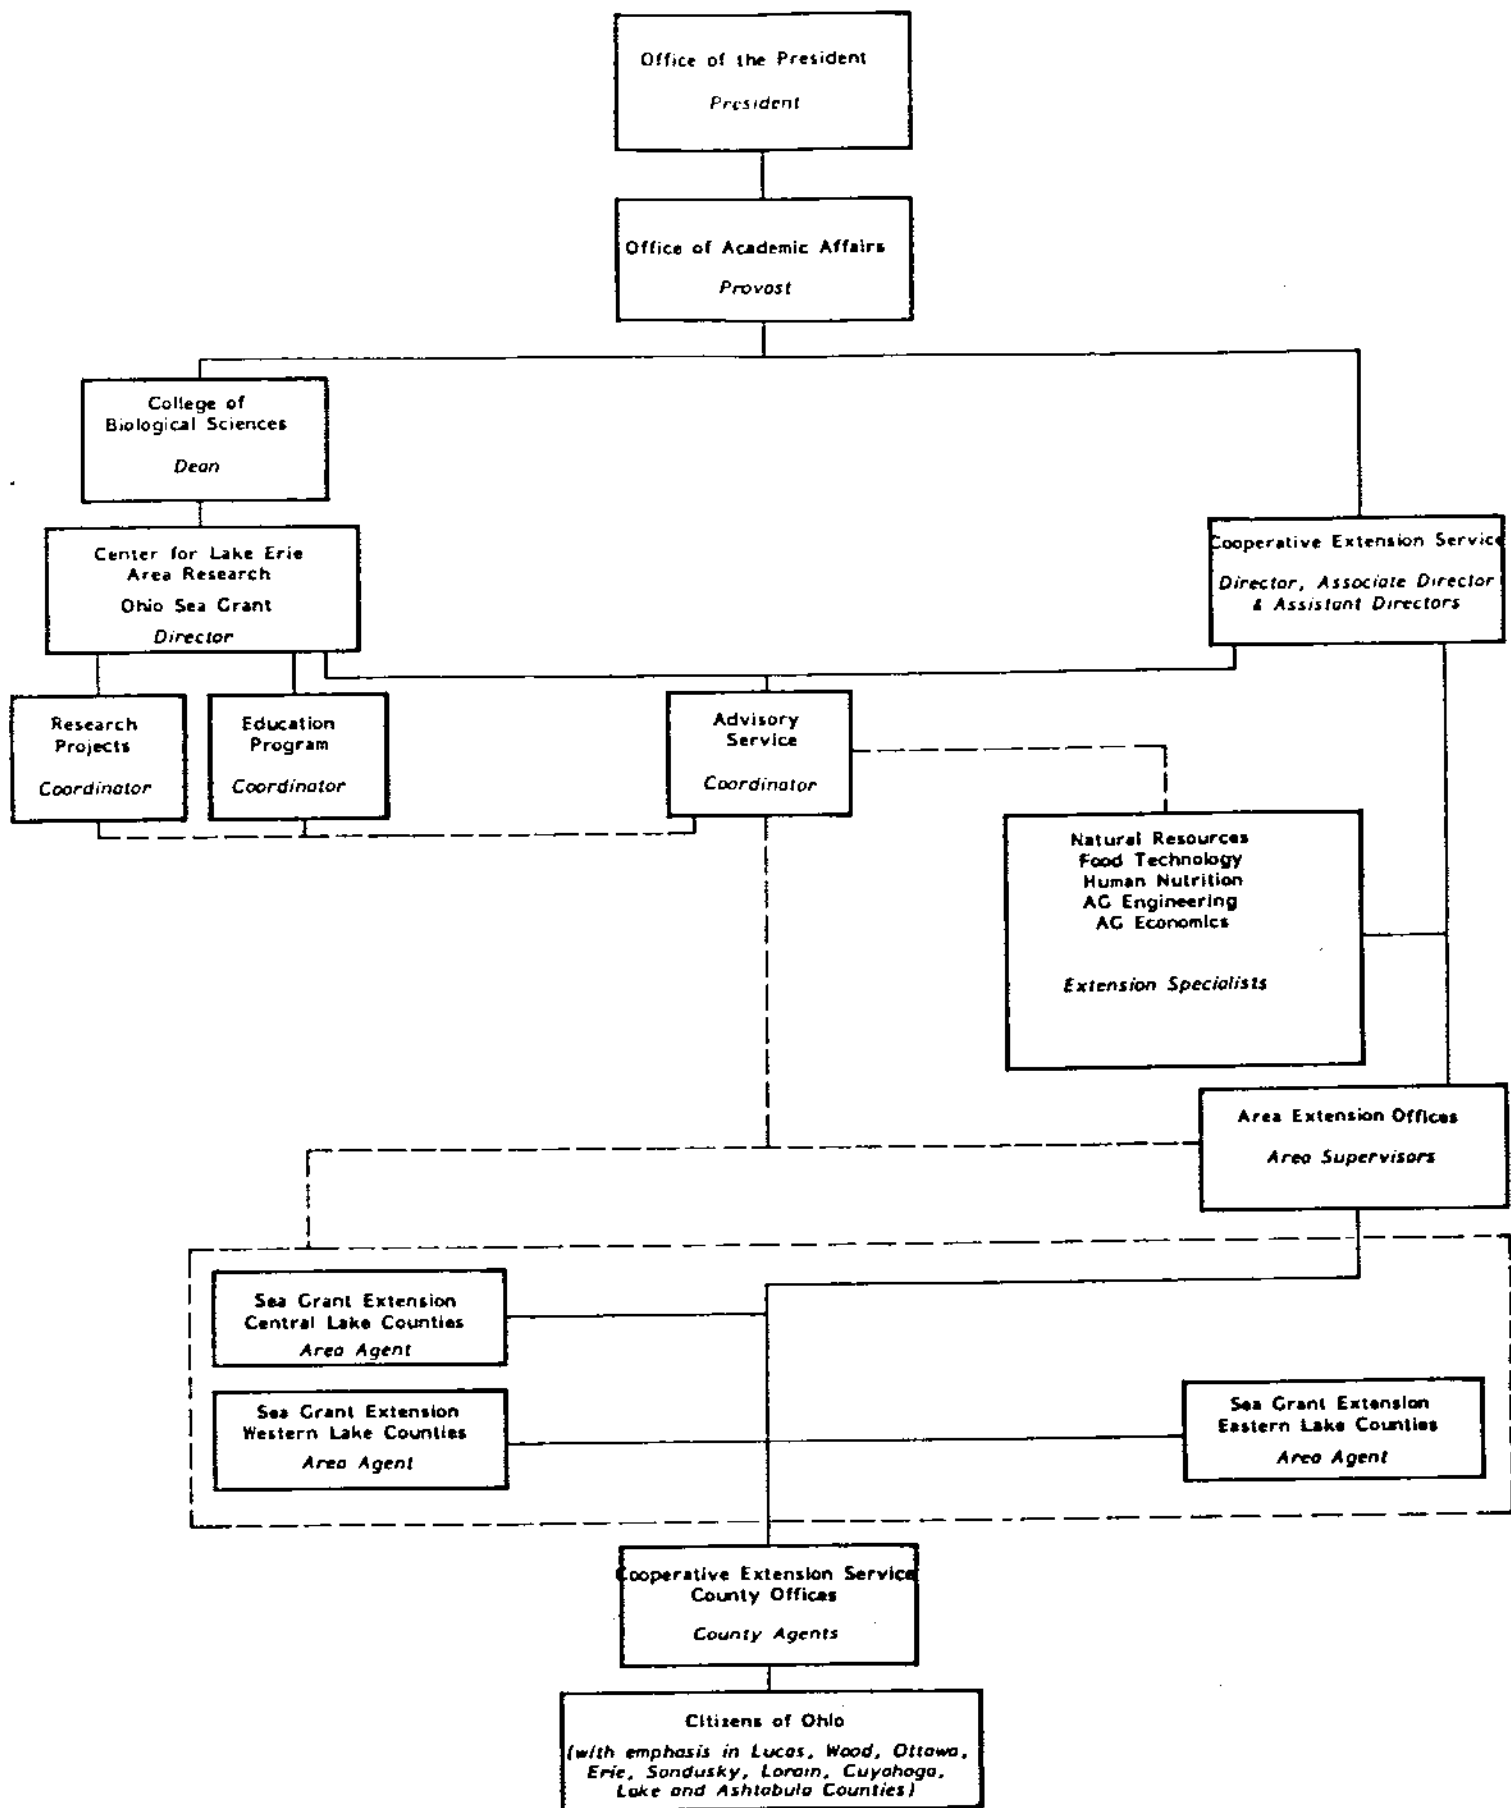 Office of the President
President
Office of Academic Affairs
Provost
College of
Biological Sciences
Dean
Center for Lake Erie
Area Research
Ohio Sea Grant
Director
Cooperative Extension Service
Director, Associate Director
& Assistant Directors
Research
Projects
Coordinator
Education
Program
Coordinator
Advisory
Service
Coordinator
Natural Resources
Food Technology
Human Nutrition
AG Engineering
AG Economics
Extension Specialists
Area Extension Offices
Area Supervisors
Sea Grant Extension
Central Lake Counties
Area Agent
Sea Grant Extension
Western Lake Counties
Area Agent
Sea Grant Extension
Eastern Lake Counties
Area Agent
Cooperative Extension Service
County Offices
County Agents
Citizens of Ohio
(with emphasis in Lucas, Wood, Ottawa,
Erie, Sandusky, Lorain, Cuyahoga,
Lake and Ashtabula Counties)